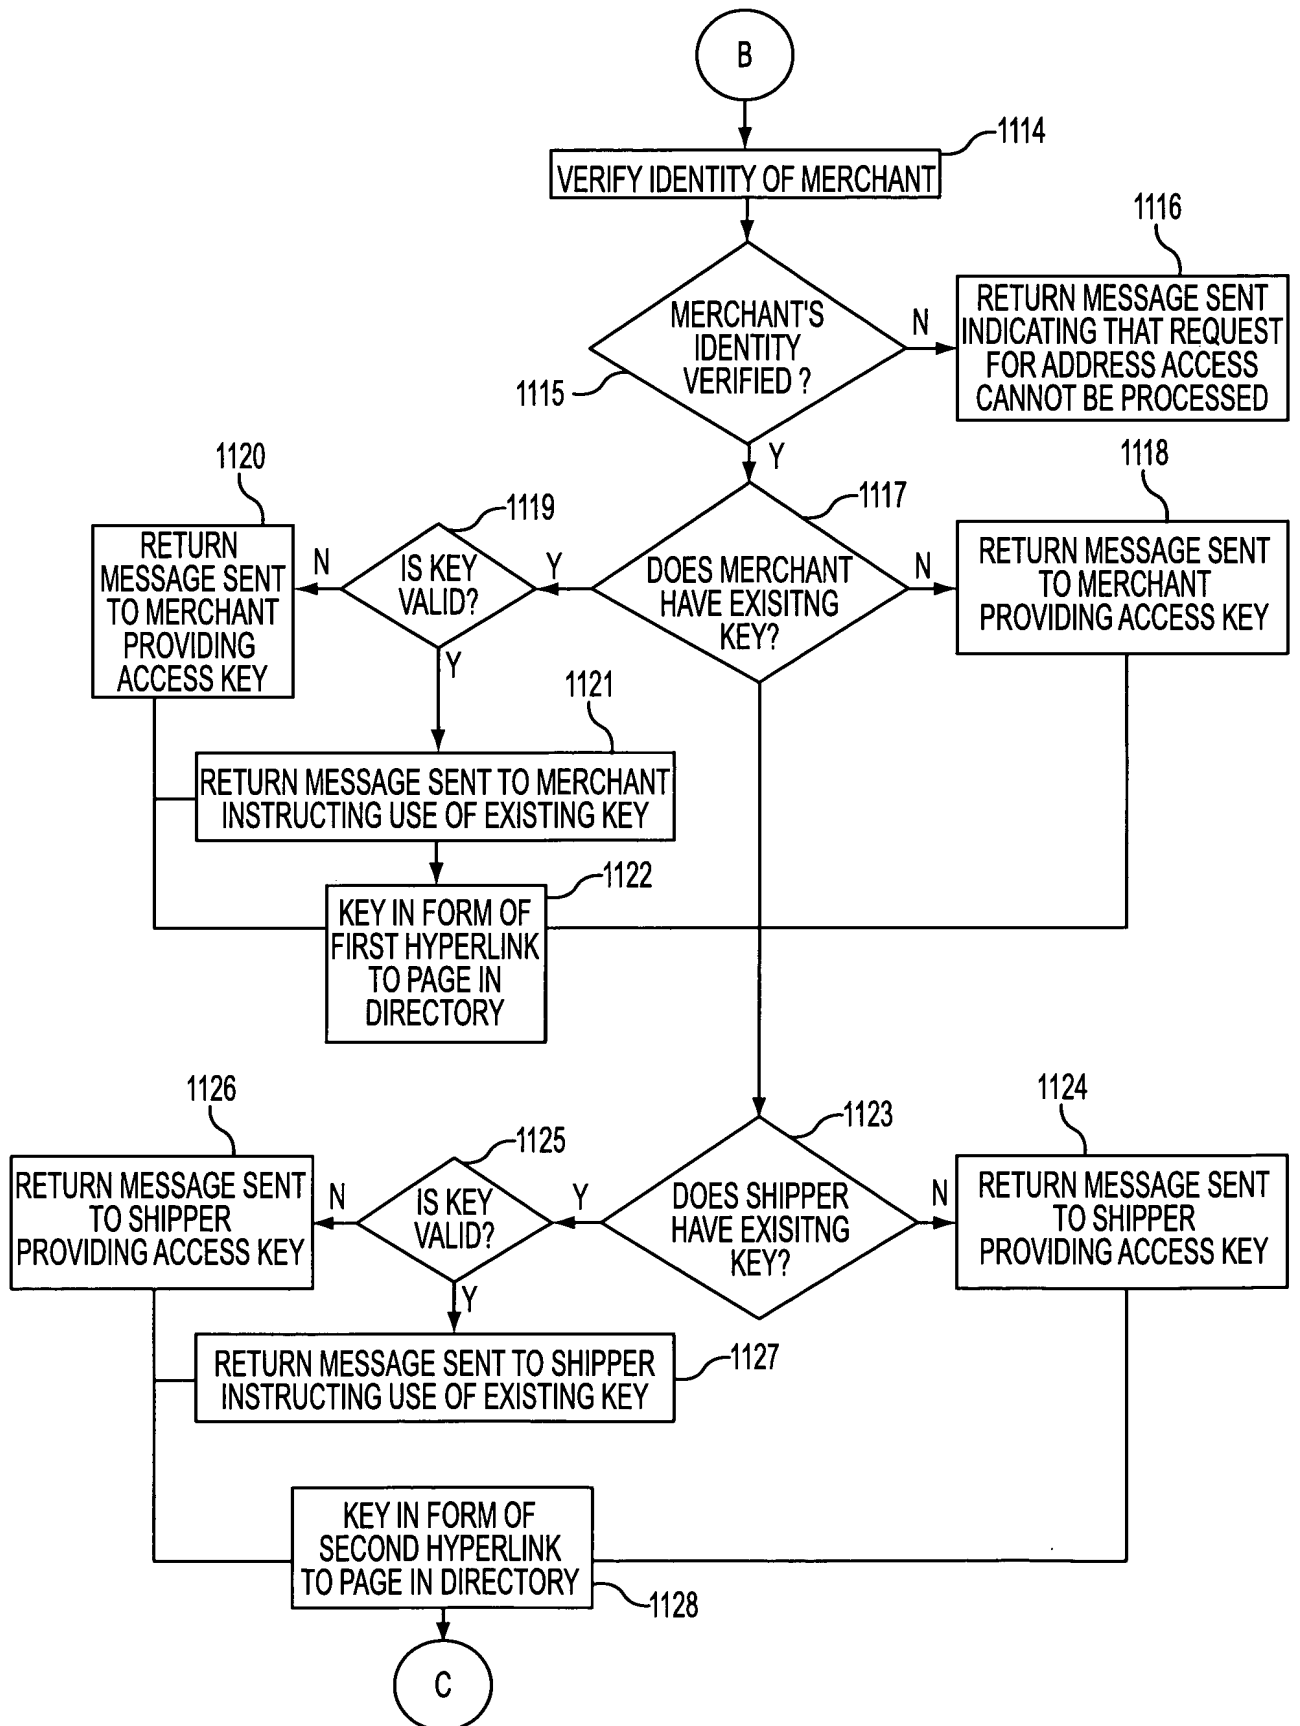 B
1114
VERIFY IDENTITY OF MERCHANT
1116
MERCHANT'S
IDENTITY
VERIFIED ?
1115
N
RETURN MESSAGE SENT
INDICATING THAT REQUEST
FOR ADDRESS ACCESS
CANNOT BE PROCESSED
Y
1120
1119
1117
1118
RETURN
MESSAGE SENT
TO MERCHANT
PROVIDING
ACCESS KEY
N
IS KEY
VALID?
Y
DOES MERCHANT
HAVE EXISITNG
KEY?
N
RETURN MESSAGE SENT
TO MERCHANT
PROVIDING ACCESS KEY
Y
1121
RETURN MESSAGE SENT TO MERCHANT
INSTRUCTING USE OF EXISTING KEY
1122
KEY IN FORM OF
FIRST HYPERLINK
TO PAGE IN
DIRECTORY
1126
1125
1123
1124
RETURN MESSAGE SENT
TO SHIPPER
PROVIDING ACCESS KEY
N
IS KEY
VALID?
Y
DOES SHIPPER
HAVE EXISITNG
KEY?
N
RETURN MESSAGE SENT
TO SHIPPER
PROVIDING ACCESS KEY
Y
RETURN MESSAGE SENT TO SHIPPER
INSTRUCTING USE OF EXISTING KEY
1127
KEY IN FORM OF
SECOND HYPERLINK
TO PAGE IN DIRECTORY
1128
C